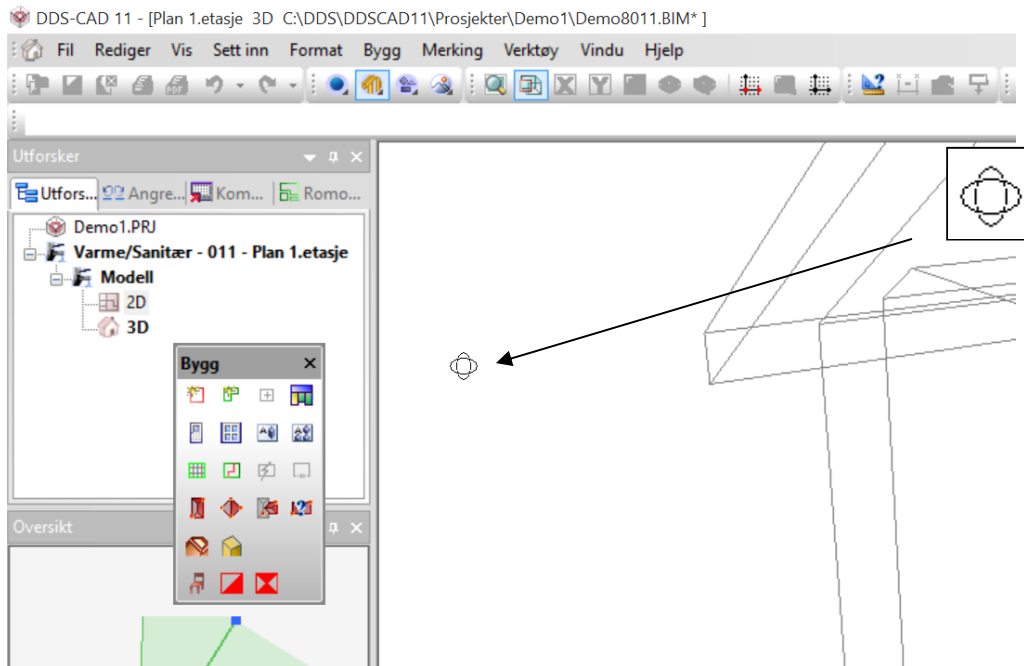 DDS-CAD 11 - [Plan 1.etasje  3D  C:\DDS\DDSCAD11\Prosjekter\Demo1\Demo8011.BIM* ]
Fil Rediger Vis Sett inn Format Bygg Merking Verktøy Vindu Hjelp
PDF
X Y
Utforsker
Utfors... Angre... Kom... Romo...
Demo1.PRJ
Varme/Sanitær - 011 - Plan 1.etasje
Modell
2D
3D
Bygg
Oversikt